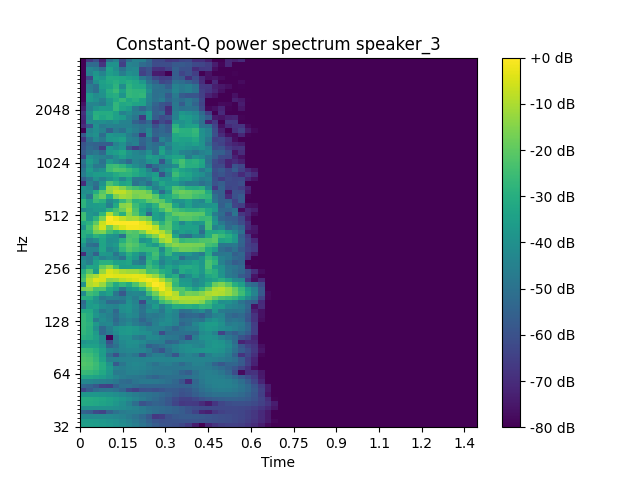 Constant-Q power spectrum speaker_3
Hz
2048
1024
512
256
128
64
32
0 0.15 0.3 0.45 0.6 0.75 0.9 1.1 1.2 1.4
Time
+0 dB
-10 dB
-20 dB
-30 dB
-40 dB
-50 dB
-60 dB
-70 dB
-80 dB